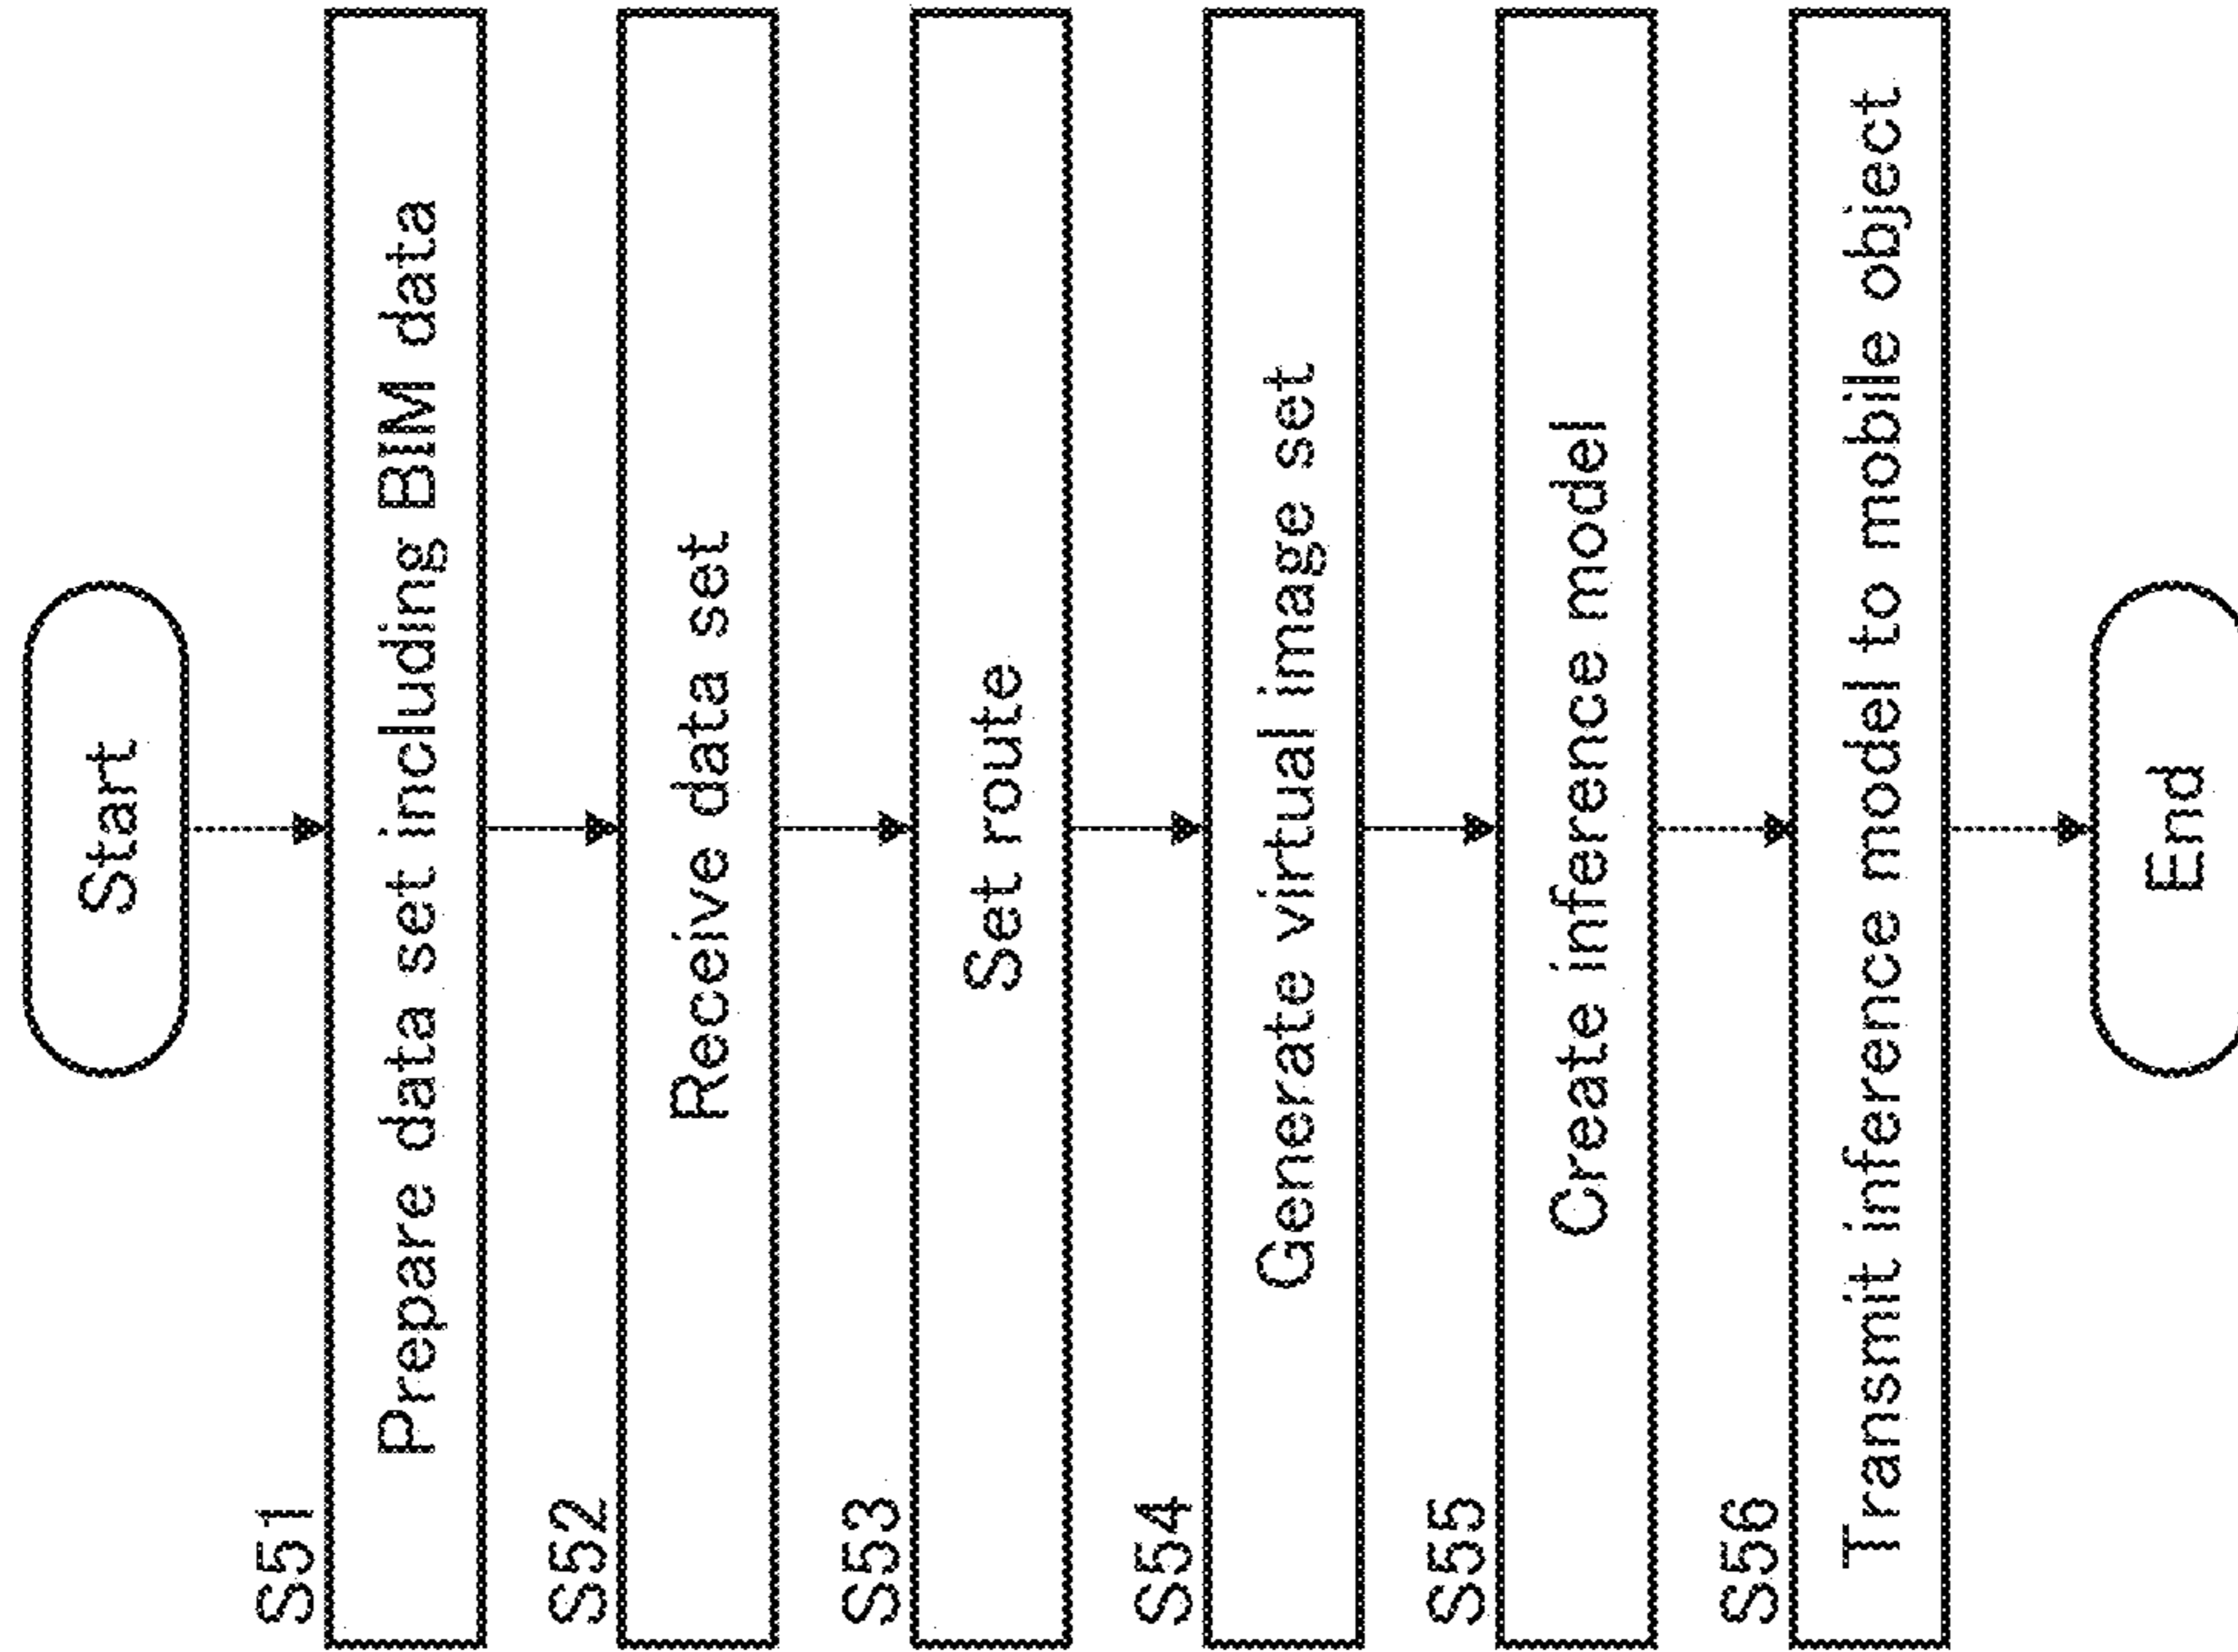 Start
S51
Prepare data set including BIM data
S52
Receive data set
S53
Set route
S54
Generate virtual image set
S55
Create inference model
S56
Transmit inference model to mobile object
End